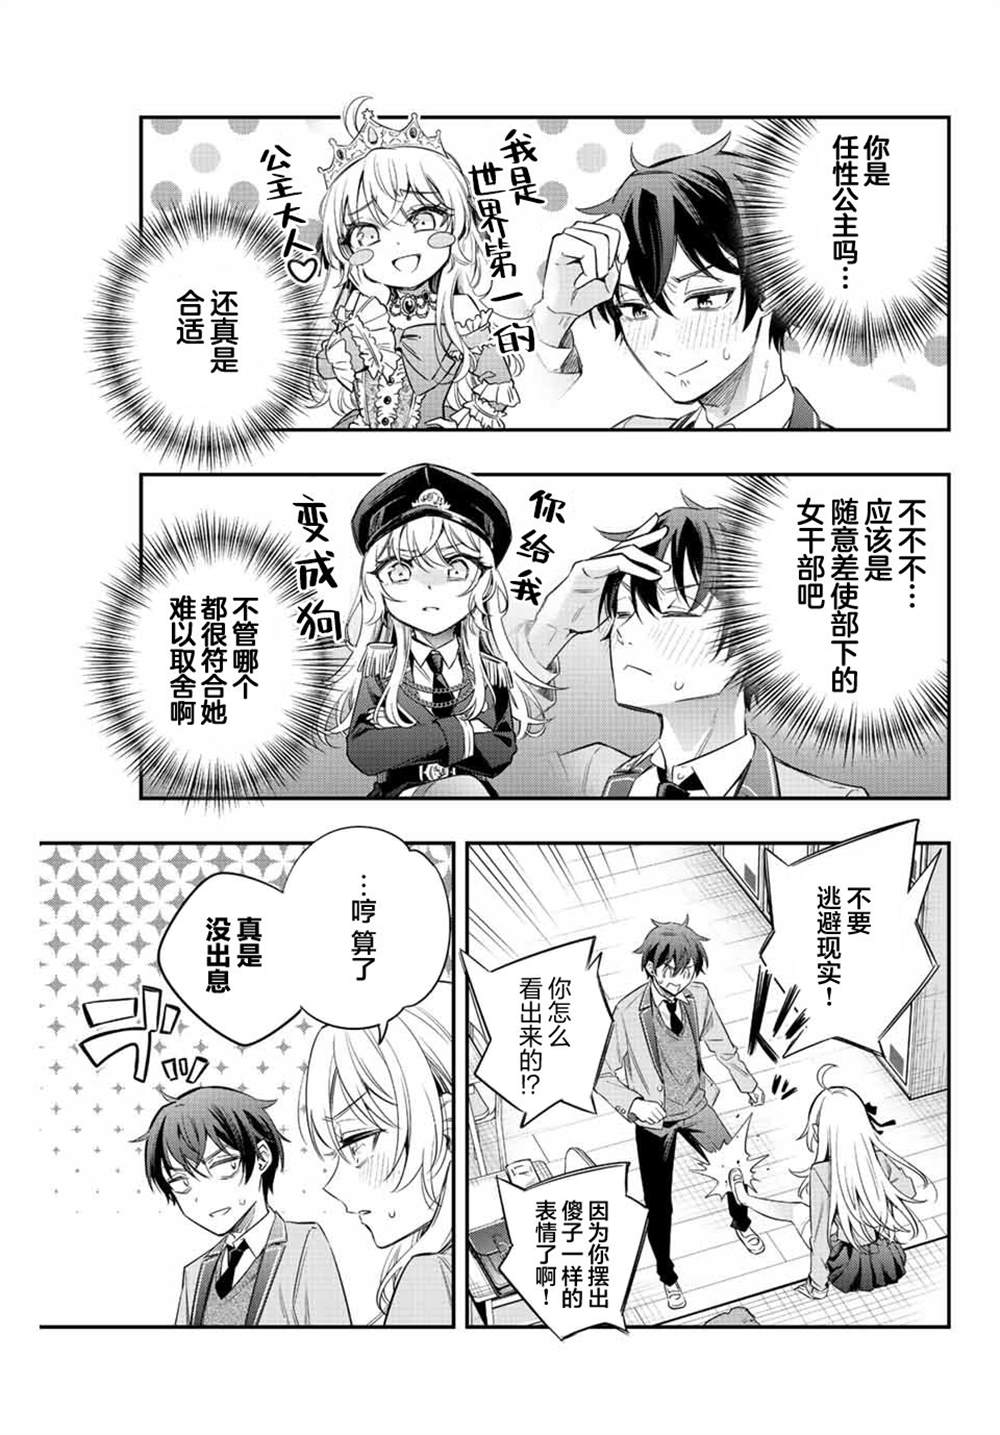 你是
任性公主吗…
我是
世界第一的
公主大人♡
还真是
合适
不不不…
应该是
随意差使部下的
女干部吧
你给我
变成狗
不管哪个
都很符合她
难以取舍啊
不要
逃避现实！
你怎么
看出来的!?
因为你摆出
傻子一样的
表情了啊！
…哼 算了
真是
没出息